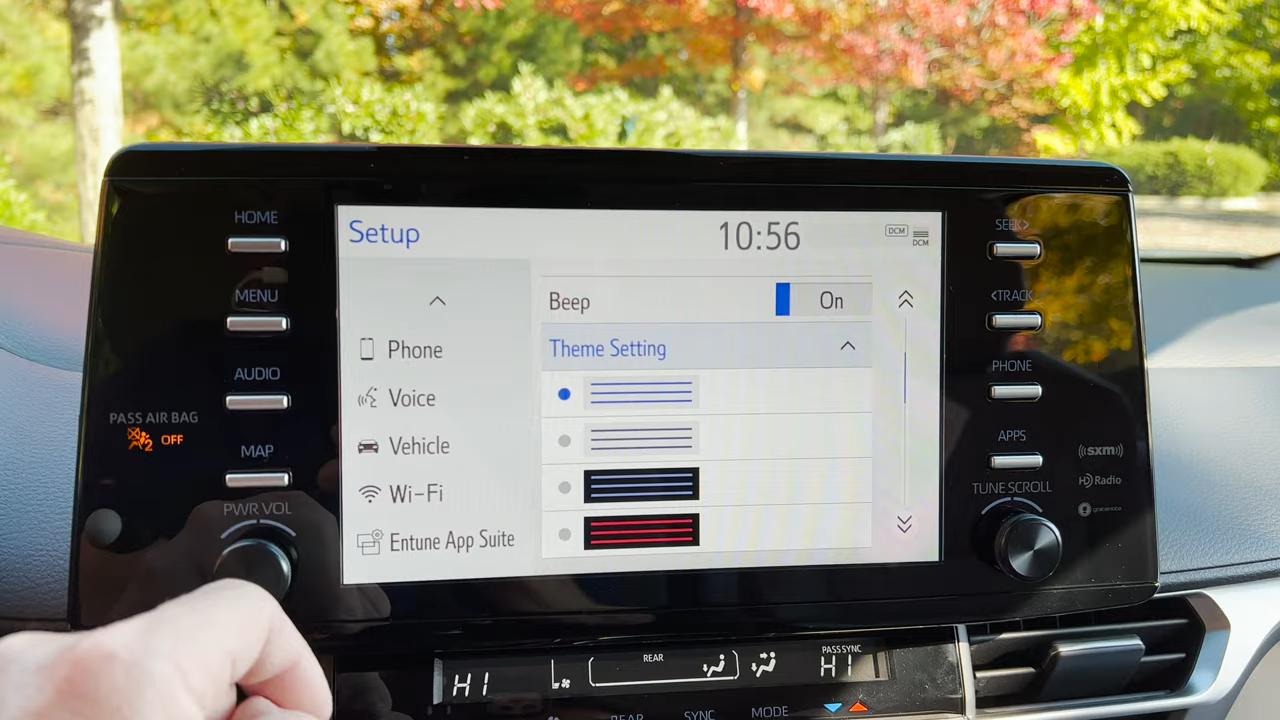 HOME
MENU
AUDIO
PASS AIR BAG
2 OFF
MAP
PWR VOL
Setup
10:56
DCM
DCM
Phone
Voice
Vehicle
Wi-Fi
Entune App Suite
Beep
On
Theme Setting
SEEK>
<TRACK
PHONE
APPS
TUNE SCROLL
((sxm))
HD Radio
gracenote
HI
REAR
PASS SYNC
HI
REAR
SYNC
MODE